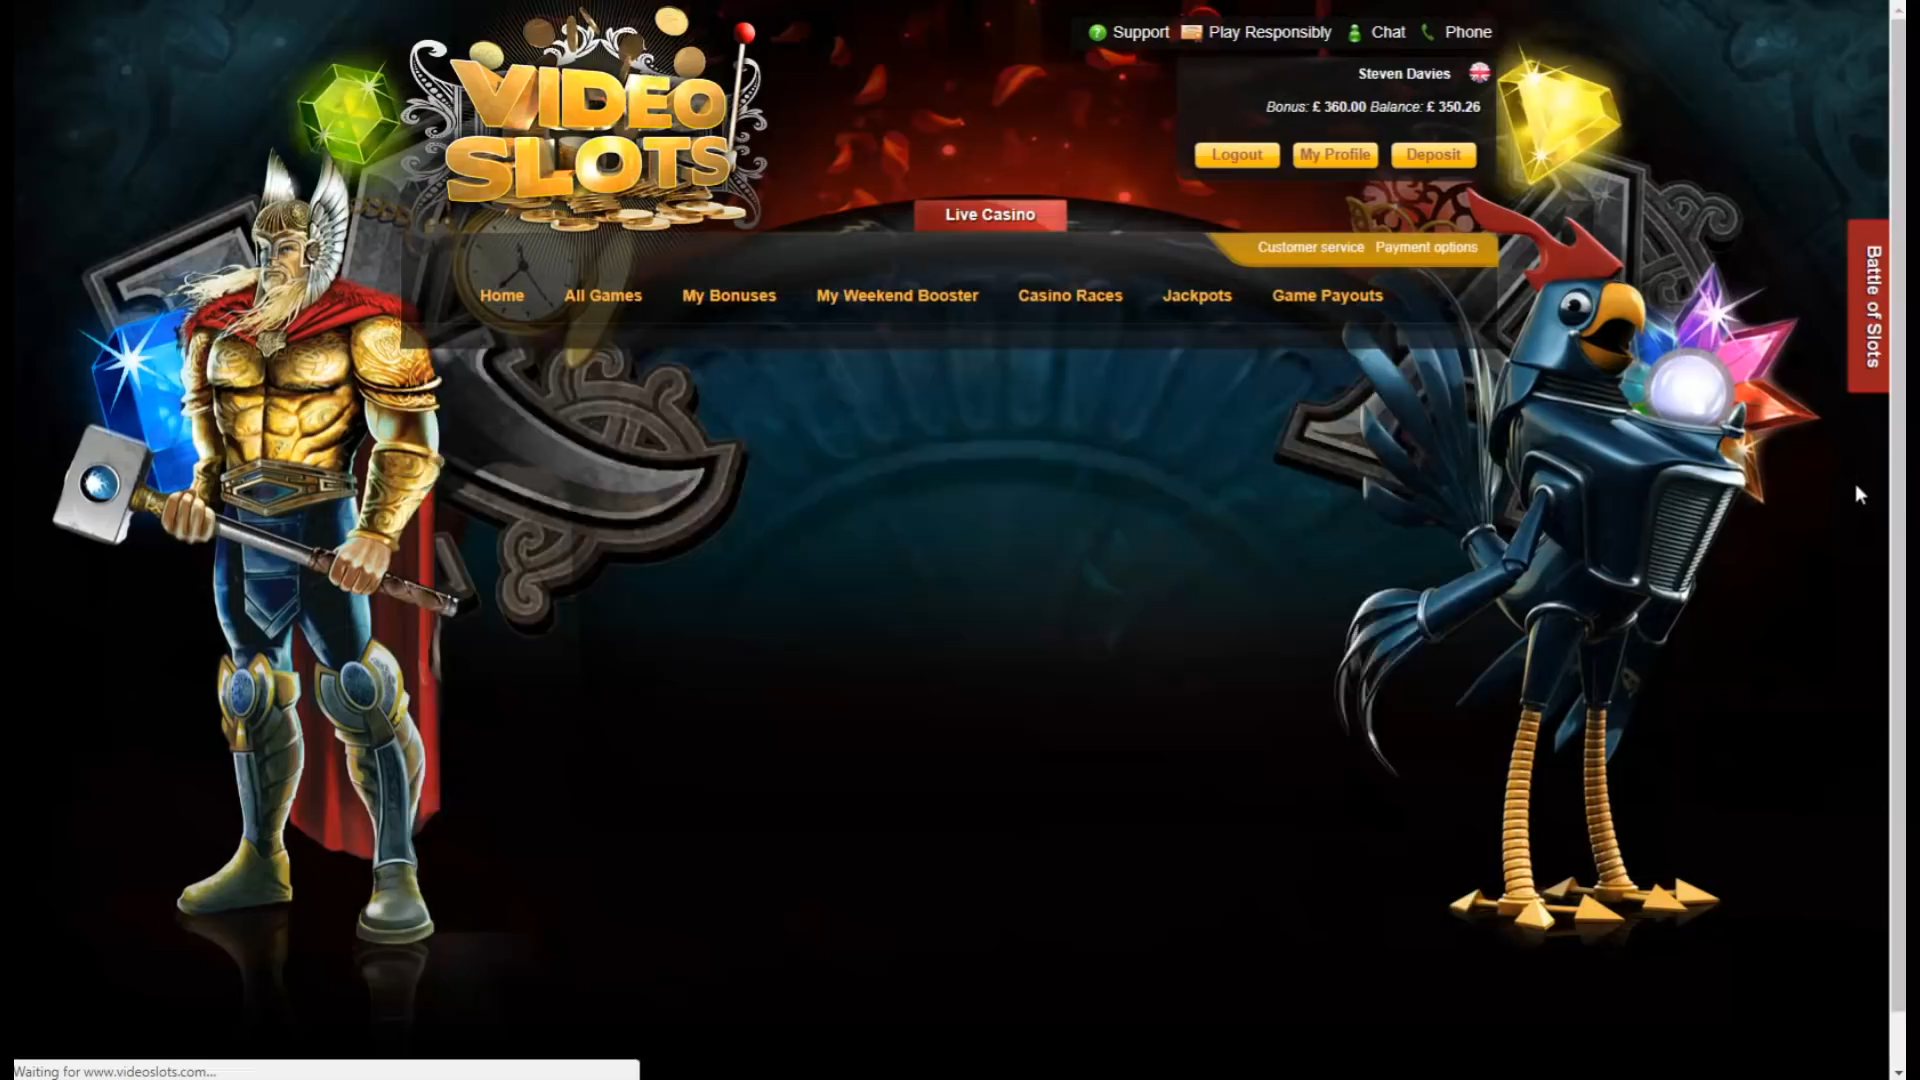 Support Play Responsibly Chat Phone
VIDEO
SLOTS
Steven Davies
Bonus: £ 360.00 Balance: £ 350.26
Logout My Profile Deposit
Live Casino
Customer service Payment options
Home All Games My Bonuses My Weekend Booster Casino Races Jackpots Game Payouts
Battle of Slots
Waiting for www.videoslots.com...